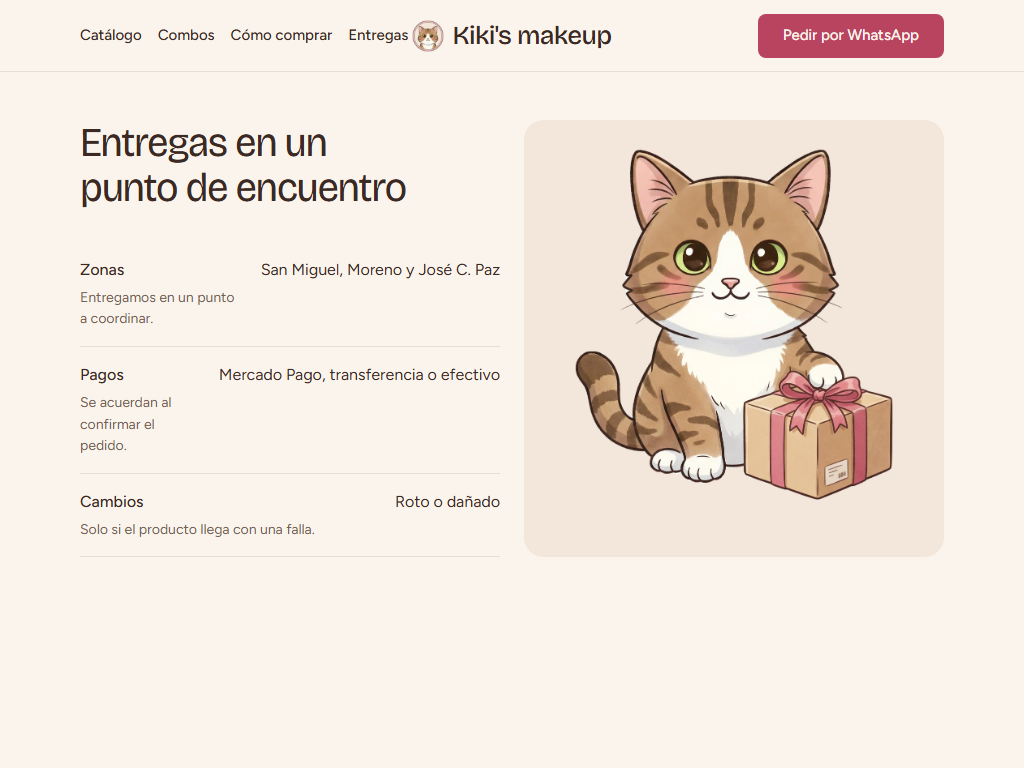 Catálogo Combos Cómo comprar Entregas Kiki's makeup Pedir por WhatsApp
Entregas en un
punto de encuentro
Zonas San Miguel, Moreno y José C. Paz
Entregamos en un punto
a coordinar.
Pagos Mercado Pago, transferencia o efectivo
Se acuerdan al
confirmar el
pedido.
Cambios Roto o dañado
Solo si el producto llega con una falla.